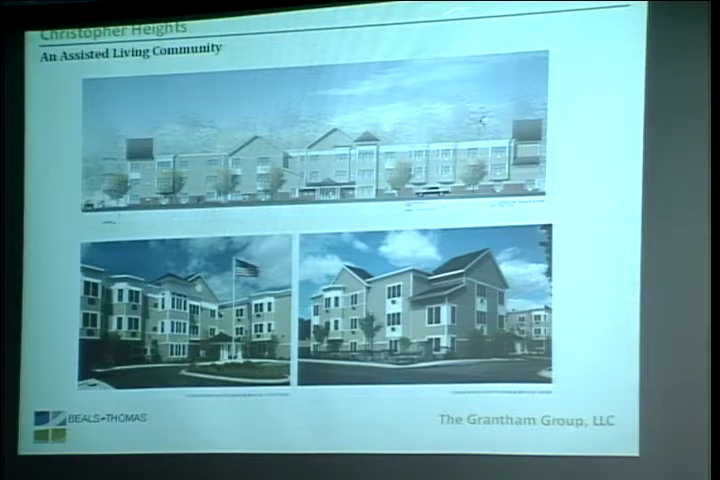 Christopher Heights
An Assisted Living Community
BEALS+THOMAS
The Grantham Group, LLC